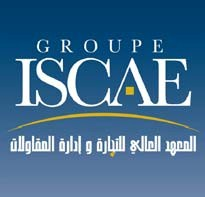 GROUPE
ISCAE
المعهد العالي للتجارة و إدارة المقاولات